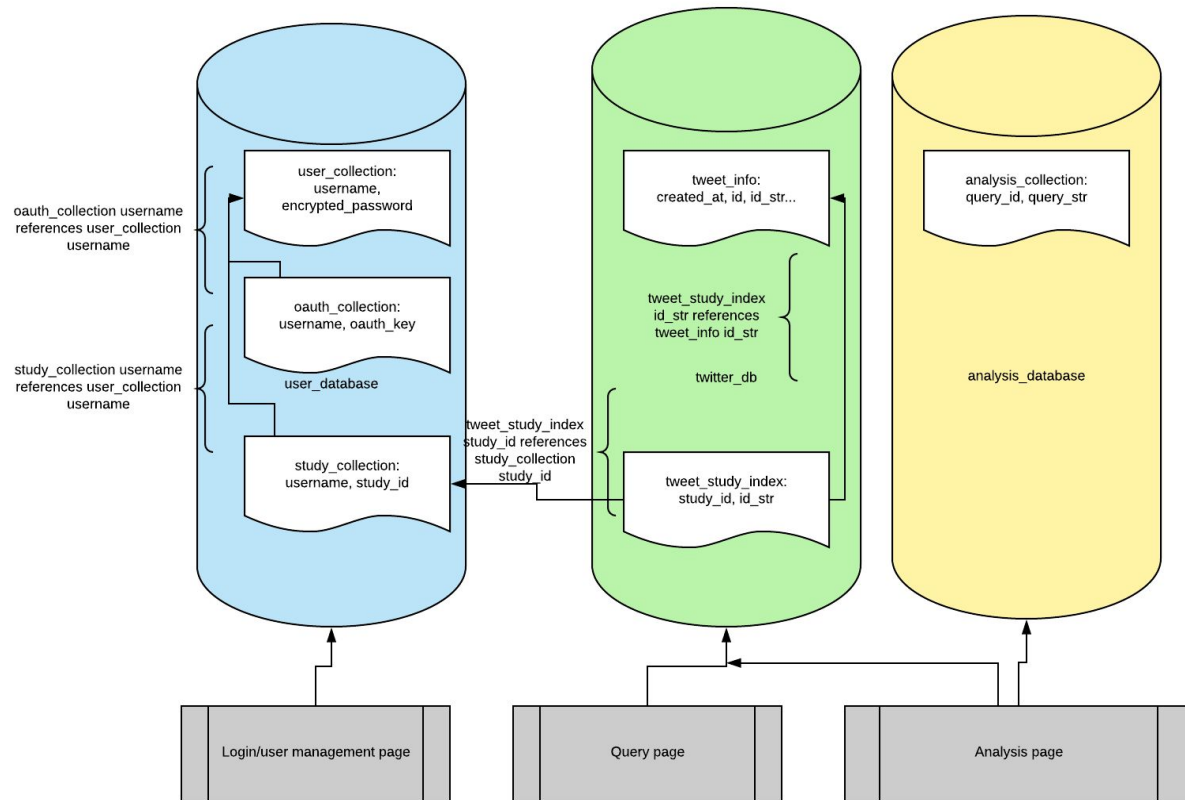 user_collection:
username,
encrypted_password
oauth_collection username
references user_collection
username
oauth_collection:
username, oauth_key
study_collection username
references user_collection
username
user_database
study_collection:
username, study_id
tweet_info:
created_at, id, id_str...
tweet_study_index
id_str references
tweet_info id_str
twitter_db
tweet_study_index
study_id references
study_collection
study_id
tweet_study_index:
study_id, id_str
analysis_collection:
query_id, query_str
analysis_database
Login/user management page
Query page
Analysis page